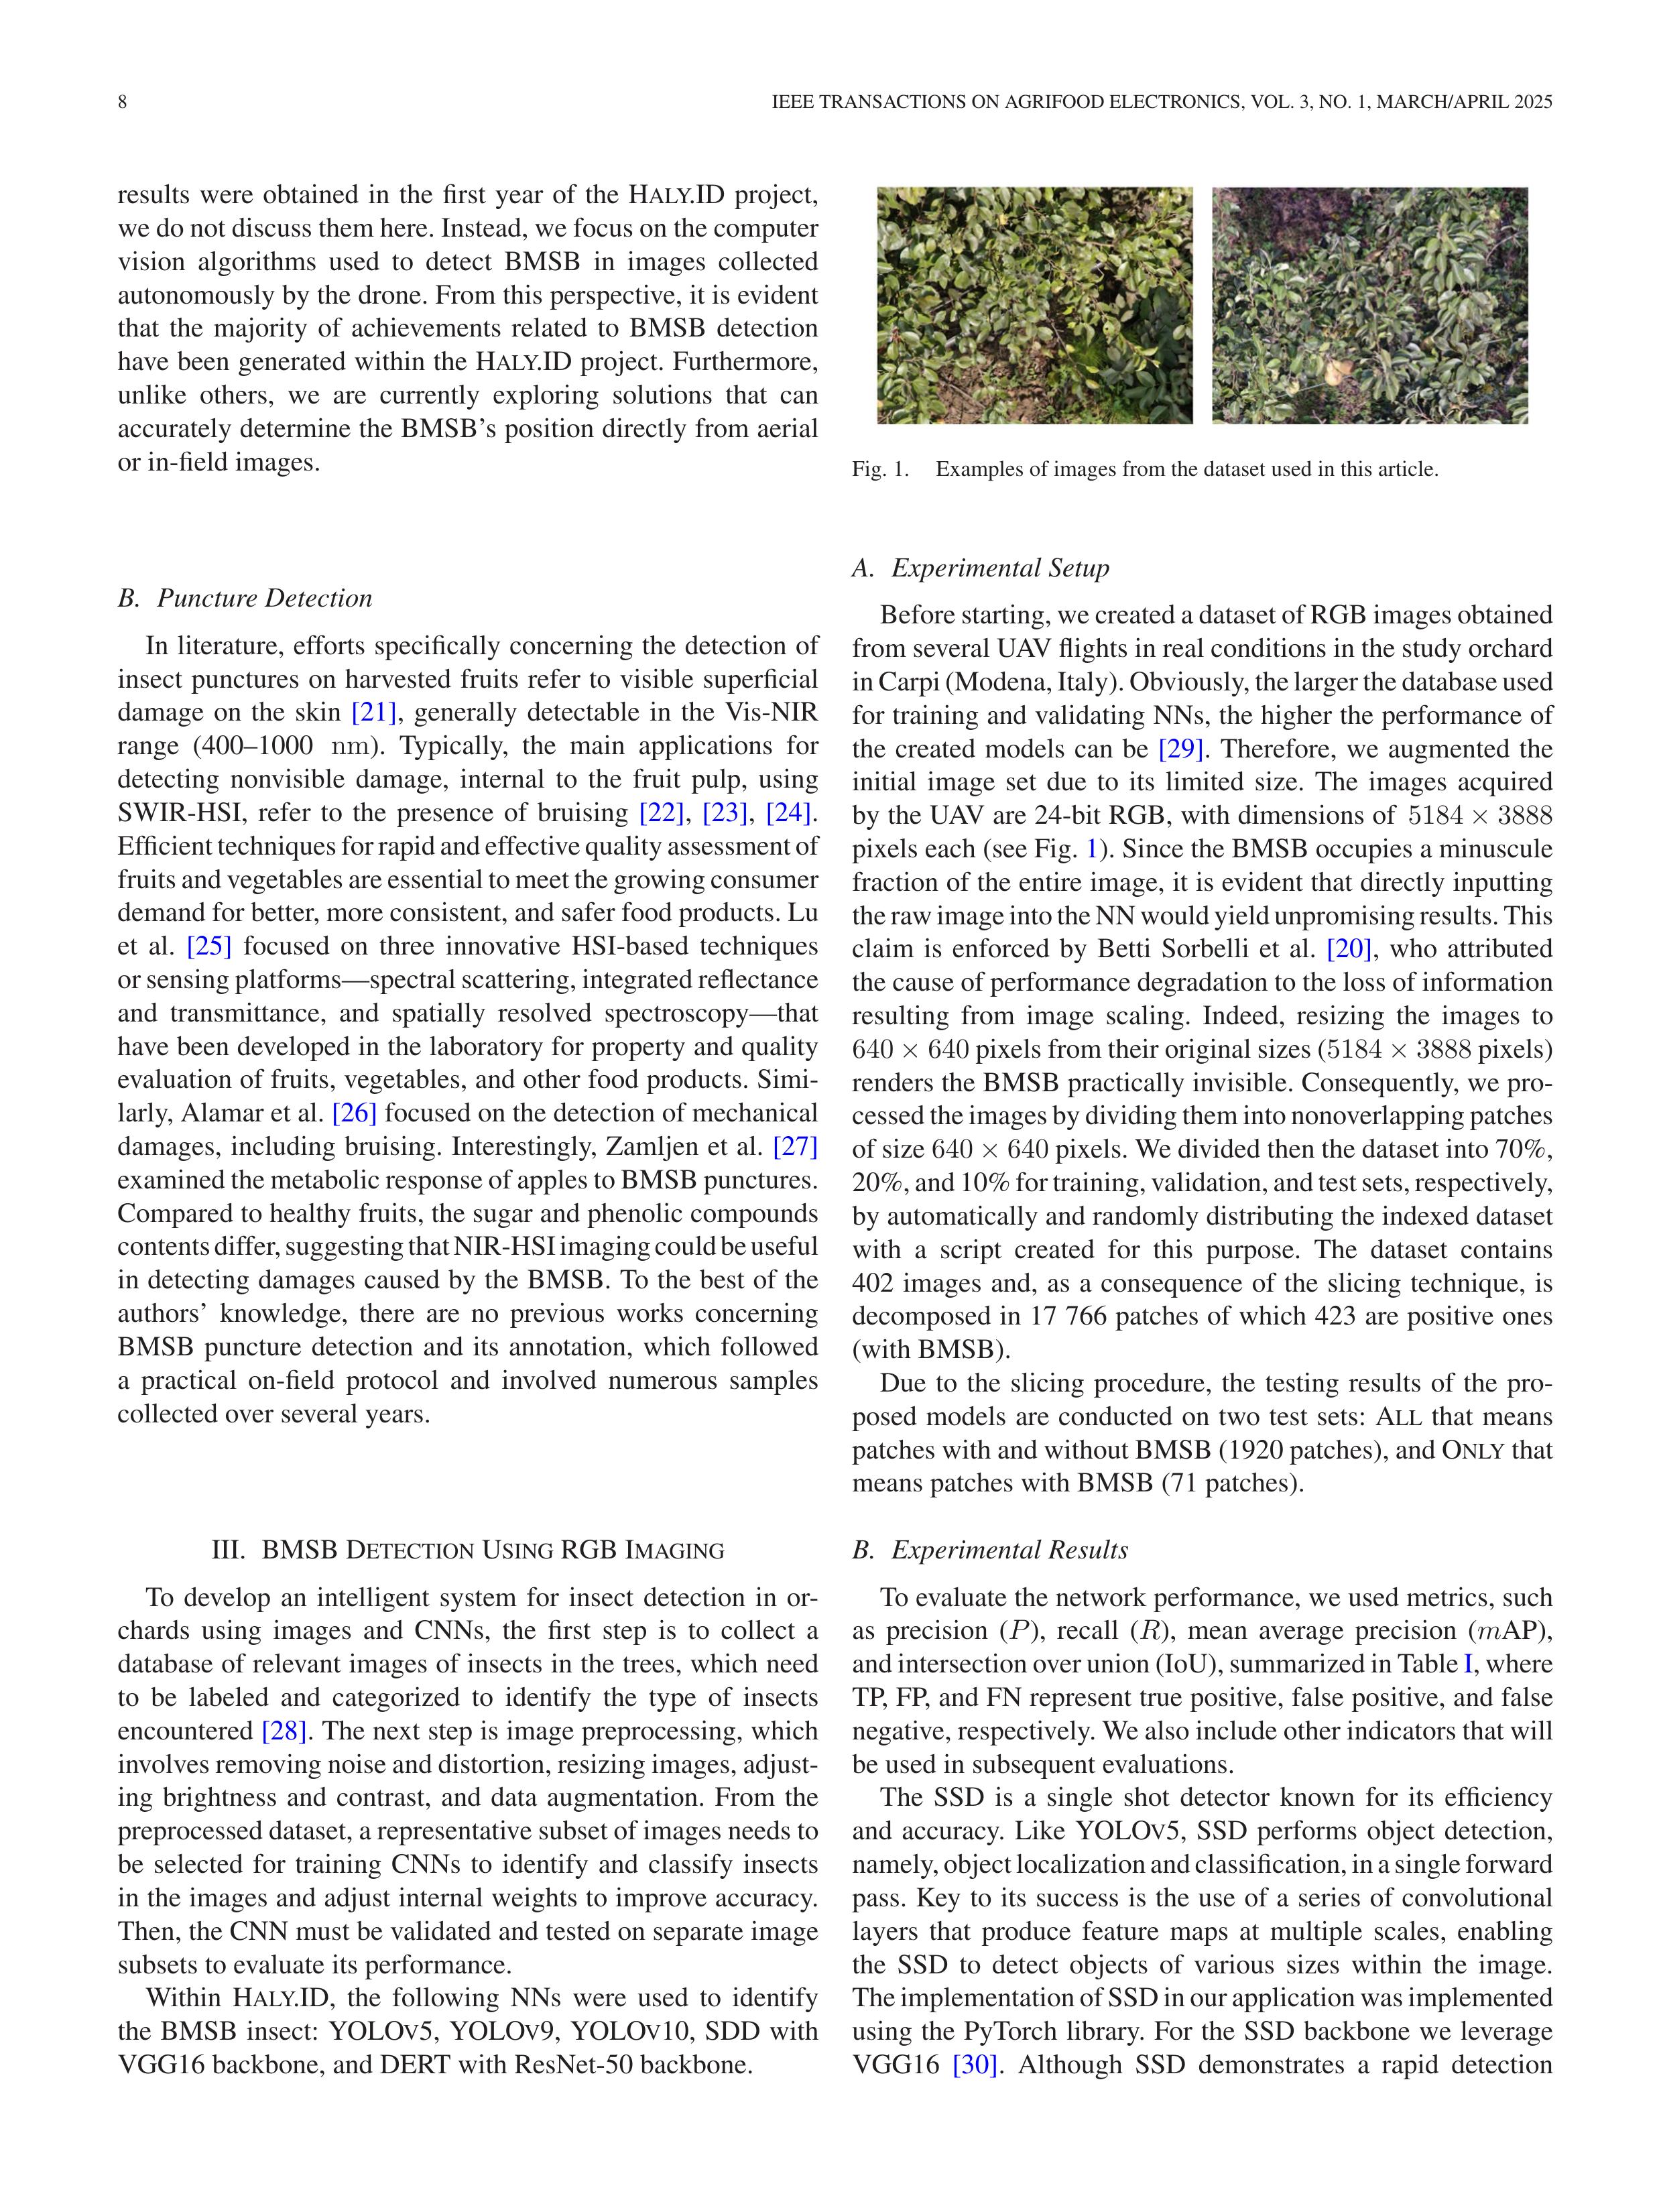 8
IEEE TRANSACTIONS ON AGRIFOOD ELECTRONICS, VOL. 3, NO. 1, MARCH/APRIL 2025
results were obtained in the first year of the HALY.ID project,
we do not discuss them here. Instead, we focus on the computer
vision algorithms used to detect BMSB in images collected
autonomously by the drone. From this perspective, it is evident
that the majority of achievements related to BMSB detection
have been generated within the HALY.ID project. Furthermore,
unlike others, we are currently exploring solutions that can
accurately determine the BMSB's position directly from aerial
or in-field images.
B. Puncture Detection
In literature, efforts specifically concerning the detection of
insect punctures on harvested fruits refer to visible superficial
damage on the skin [21], generally detectable in the Vis-NIR
range (400–1000 nm). Typically, the main applications for
detecting nonvisible damage, internal to the fruit pulp, using
SWIR-HSI, refer to the presence of bruising [22], [23], [24].
Efficient techniques for rapid and effective quality assessment of
fruits and vegetables are essential to meet the growing consumer
demand for better, more consistent, and safer food products. Lu
et al. [25] focused on three innovative HSI-based techniques
or sensing platforms—spectral scattering, integrated reflectance
and transmittance, and spatially resolved spectroscopy—that
have been developed in the laboratory for property and quality
evaluation of fruits, vegetables, and other food products. Simi-
larly, Alamar et al. [26] focused on the detection of mechanical
damages, including bruising. Interestingly, Zamljen et al. [27]
examined the metabolic response of apples to BMSB punctures.
Compared to healthy fruits, the sugar and phenolic compounds
contents differ, suggesting that NIR-HSI imaging could be useful
in detecting damages caused by the BMSB. To the best of the
authors' knowledge, there are no previous works concerning
BMSB puncture detection and its annotation, which followed
a practical on-field protocol and involved numerous samples
collected over several years.
III. BMSB DETECTION USING RGB IMAGING
To develop an intelligent system for insect detection in or-
chards using images and CNNs, the first step is to collect a
database of relevant images of insects in the trees, which need
to be labeled and categorized to identify the type of insects
encountered [28]. The next step is image preprocessing, which
involves removing noise and distortion, resizing images, adjust-
ing brightness and contrast, and data augmentation. From the
preprocessed dataset, a representative subset of images needs to
be selected for training CNNs to identify and classify insects
in the images and adjust internal weights to improve accuracy.
Then, the CNN must be validated and tested on separate image
subsets to evaluate its performance.
Within HALY.ID, the following NNs were used to identify
the BMSB insect: YOLOV5, YOLOV9, YOLOV10, SDD with
VGG16 backbone, and DERT with ResNet-50 backbone.
Fig. 1. Examples of images from the dataset used in this article.
A. Experimental Setup
Before starting, we created a dataset of RGB images obtained
from several UAV flights in real conditions in the study orchard
in Carpi (Modena, Italy). Obviously, the larger the database used
for training and validating NNs, the higher the performance of
the created models can be [29]. Therefore, we augmented the
initial image set due to its limited size. The images acquired
by the UAV are 24-bit RGB, with dimensions of 5184 × 3888
pixels each (see Fig. 1). Since the BMSB occupies a minuscule
fraction of the entire image, it is evident that directly inputting
the raw image into the NN would yield unpromising results. This
claim is enforced by Betti Sorbelli et al. [20], who attributed
the cause of performance degradation to the loss of information
resulting from image scaling. Indeed, resizing the images to
640 × 640 pixels from their original sizes (5184 × 3888 pixels)
renders the BMSB practically invisible. Consequently, we pro-
cessed the images by dividing them into nonoverlapping patches
of size 640 × 640 pixels. We divided then the dataset into 70%,
20%, and 10% for training, validation, and test sets, respectively,
by automatically and randomly distributing the indexed dataset
with a script created for this purpose. The dataset contains
402 images and, as a consequence of the slicing technique, is
decomposed in 17 766 patches of which 423 are positive ones
(with BMSB).
Due to the slicing procedure, the testing results of the pro-
posed models are conducted on two test sets: ALL that means
patches with and without BMSB (1920 patches), and ONLY that
means patches with BMSB (71 patches).
B. Experimental Results
To evaluate the network performance, we used metrics, such
as precision (P), recall (R), mean average precision (mAP),
and intersection over union (IoU), summarized in Table I, where
TP, FP, and FN represent true positive, false positive, and false
negative, respectively. We also include other indicators that will
be used in subsequent evaluations.
The SSD is a single shot detector known for its efficiency
and accuracy. Like YOLOV5, SSD performs object detection,
namely, object localization and classification, in a single forward
pass. Key to its success is the use of a series of convolutional
layers that produce feature maps at multiple scales, enabling
the SSD to detect objects of various sizes within the image.
The implementation of SSD in our application was implemented
using the PyTorch library. For the SSD backbone we leverage
VGG16 [30]. Although SSD demonstrates a rapid detection